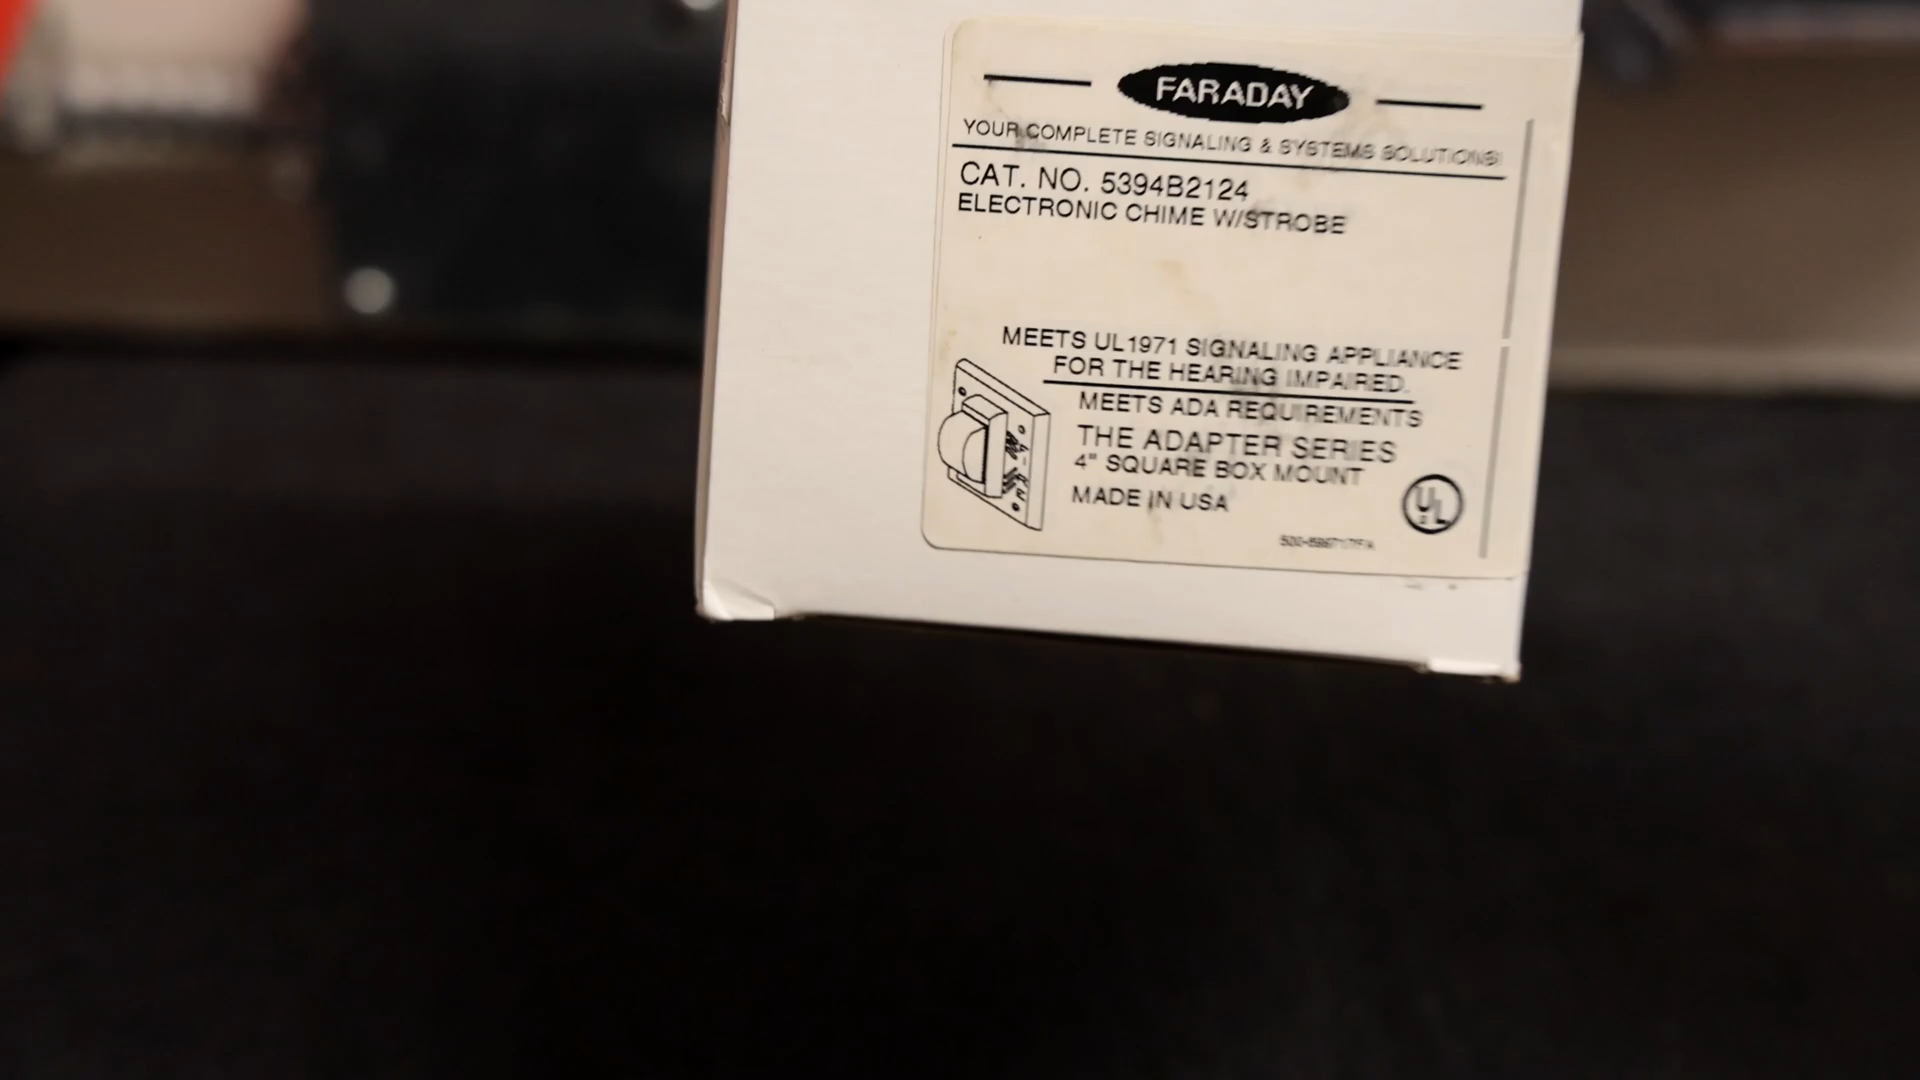 FARADAY
YOUR COMPLETE SIGNALING & SYSTEMS SOLUTIONS!
CAT. NO. 5394B2124
ELECTRONIC CHIME W/STROBE
MEETS UL1971 SIGNALING APPLIANCE
FOR THE HEARING IMPAIRED.
MEETS ADA REQUIREMENTS
THE ADAPTER SERIES
4" SQUARE BOX MOUNT
MADE IN USA
UL